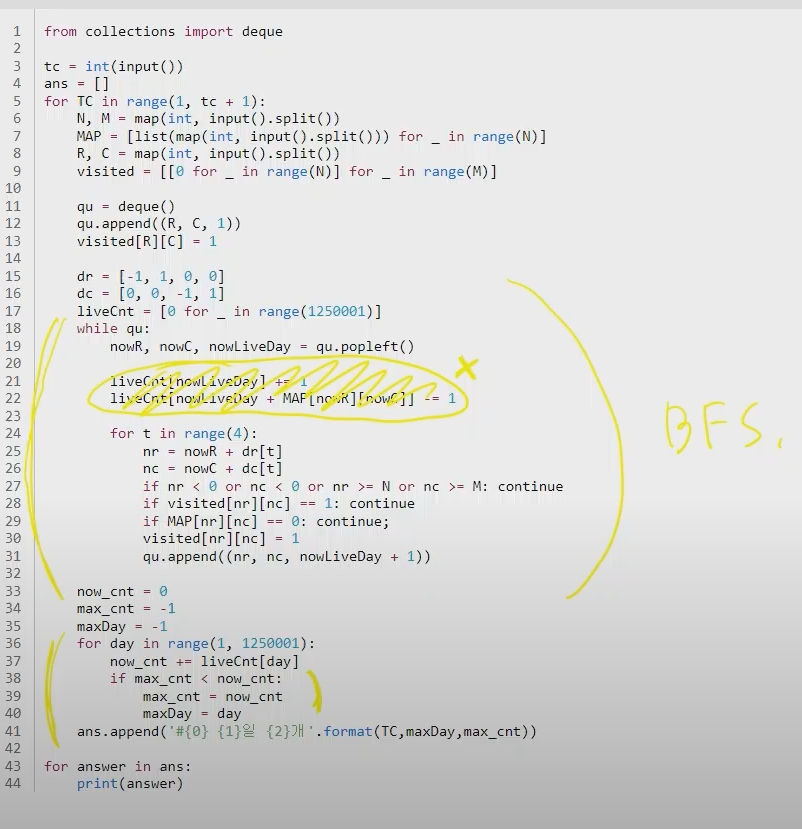 1 from collections import deque
2
3 tc = int(input())
4 ans = []
5 for TC in range(1, tc + 1):
6     N, M = map(int, input().split())
7     MAP = [list(map(int, input().split())) for _ in range(N)]
8     R, C = map(int, input().split())
9     visited = [[0 for _ in range(N)] for _ in range(M)]
10
11     qu = deque()
12     qu.append((R, C, 1))
13     visited[R][C] = 1
14
15     dr = [-1, 1, 0, 0]
16     dc = [0, 0, -1, 1]
17     liveCnt = [0 for _ in range(1250001)]
18     while qu:
19         nowR, nowC, nowLiveDay = qu.popleft()
20
21         liveCnt[nowLiveDay] += 1
22         liveCnt[nowLiveDay + MAP[nowR][nowC]] -= 1
23
24         for t in range(4):
25             nr = nowR + dr[t]
26             nc = nowC + dc[t]
27             if nr < 0 or nc < 0 or nr >= N or nc >= M: continue
28             if visited[nr][nc] == 1: continue
29             if MAP[nr][nc] == 0: continue;
30             visited[nr][nc] = 1
31             qu.append((nr, nc, nowLiveDay + 1))
32
33     now_cnt = 0
34     max_cnt = -1
35     maxDay = -1
36     for day in range(1, 1250001):
37         now_cnt += liveCnt[day]
38         if max_cnt < now_cnt:
39             max_cnt = now_cnt
40             maxDay = day
41     ans.append('#{0} {1}일 {2}개'.format(TC,maxDay,max_cnt))
42
43 for answer in ans:
44     print(answer)
BFS.